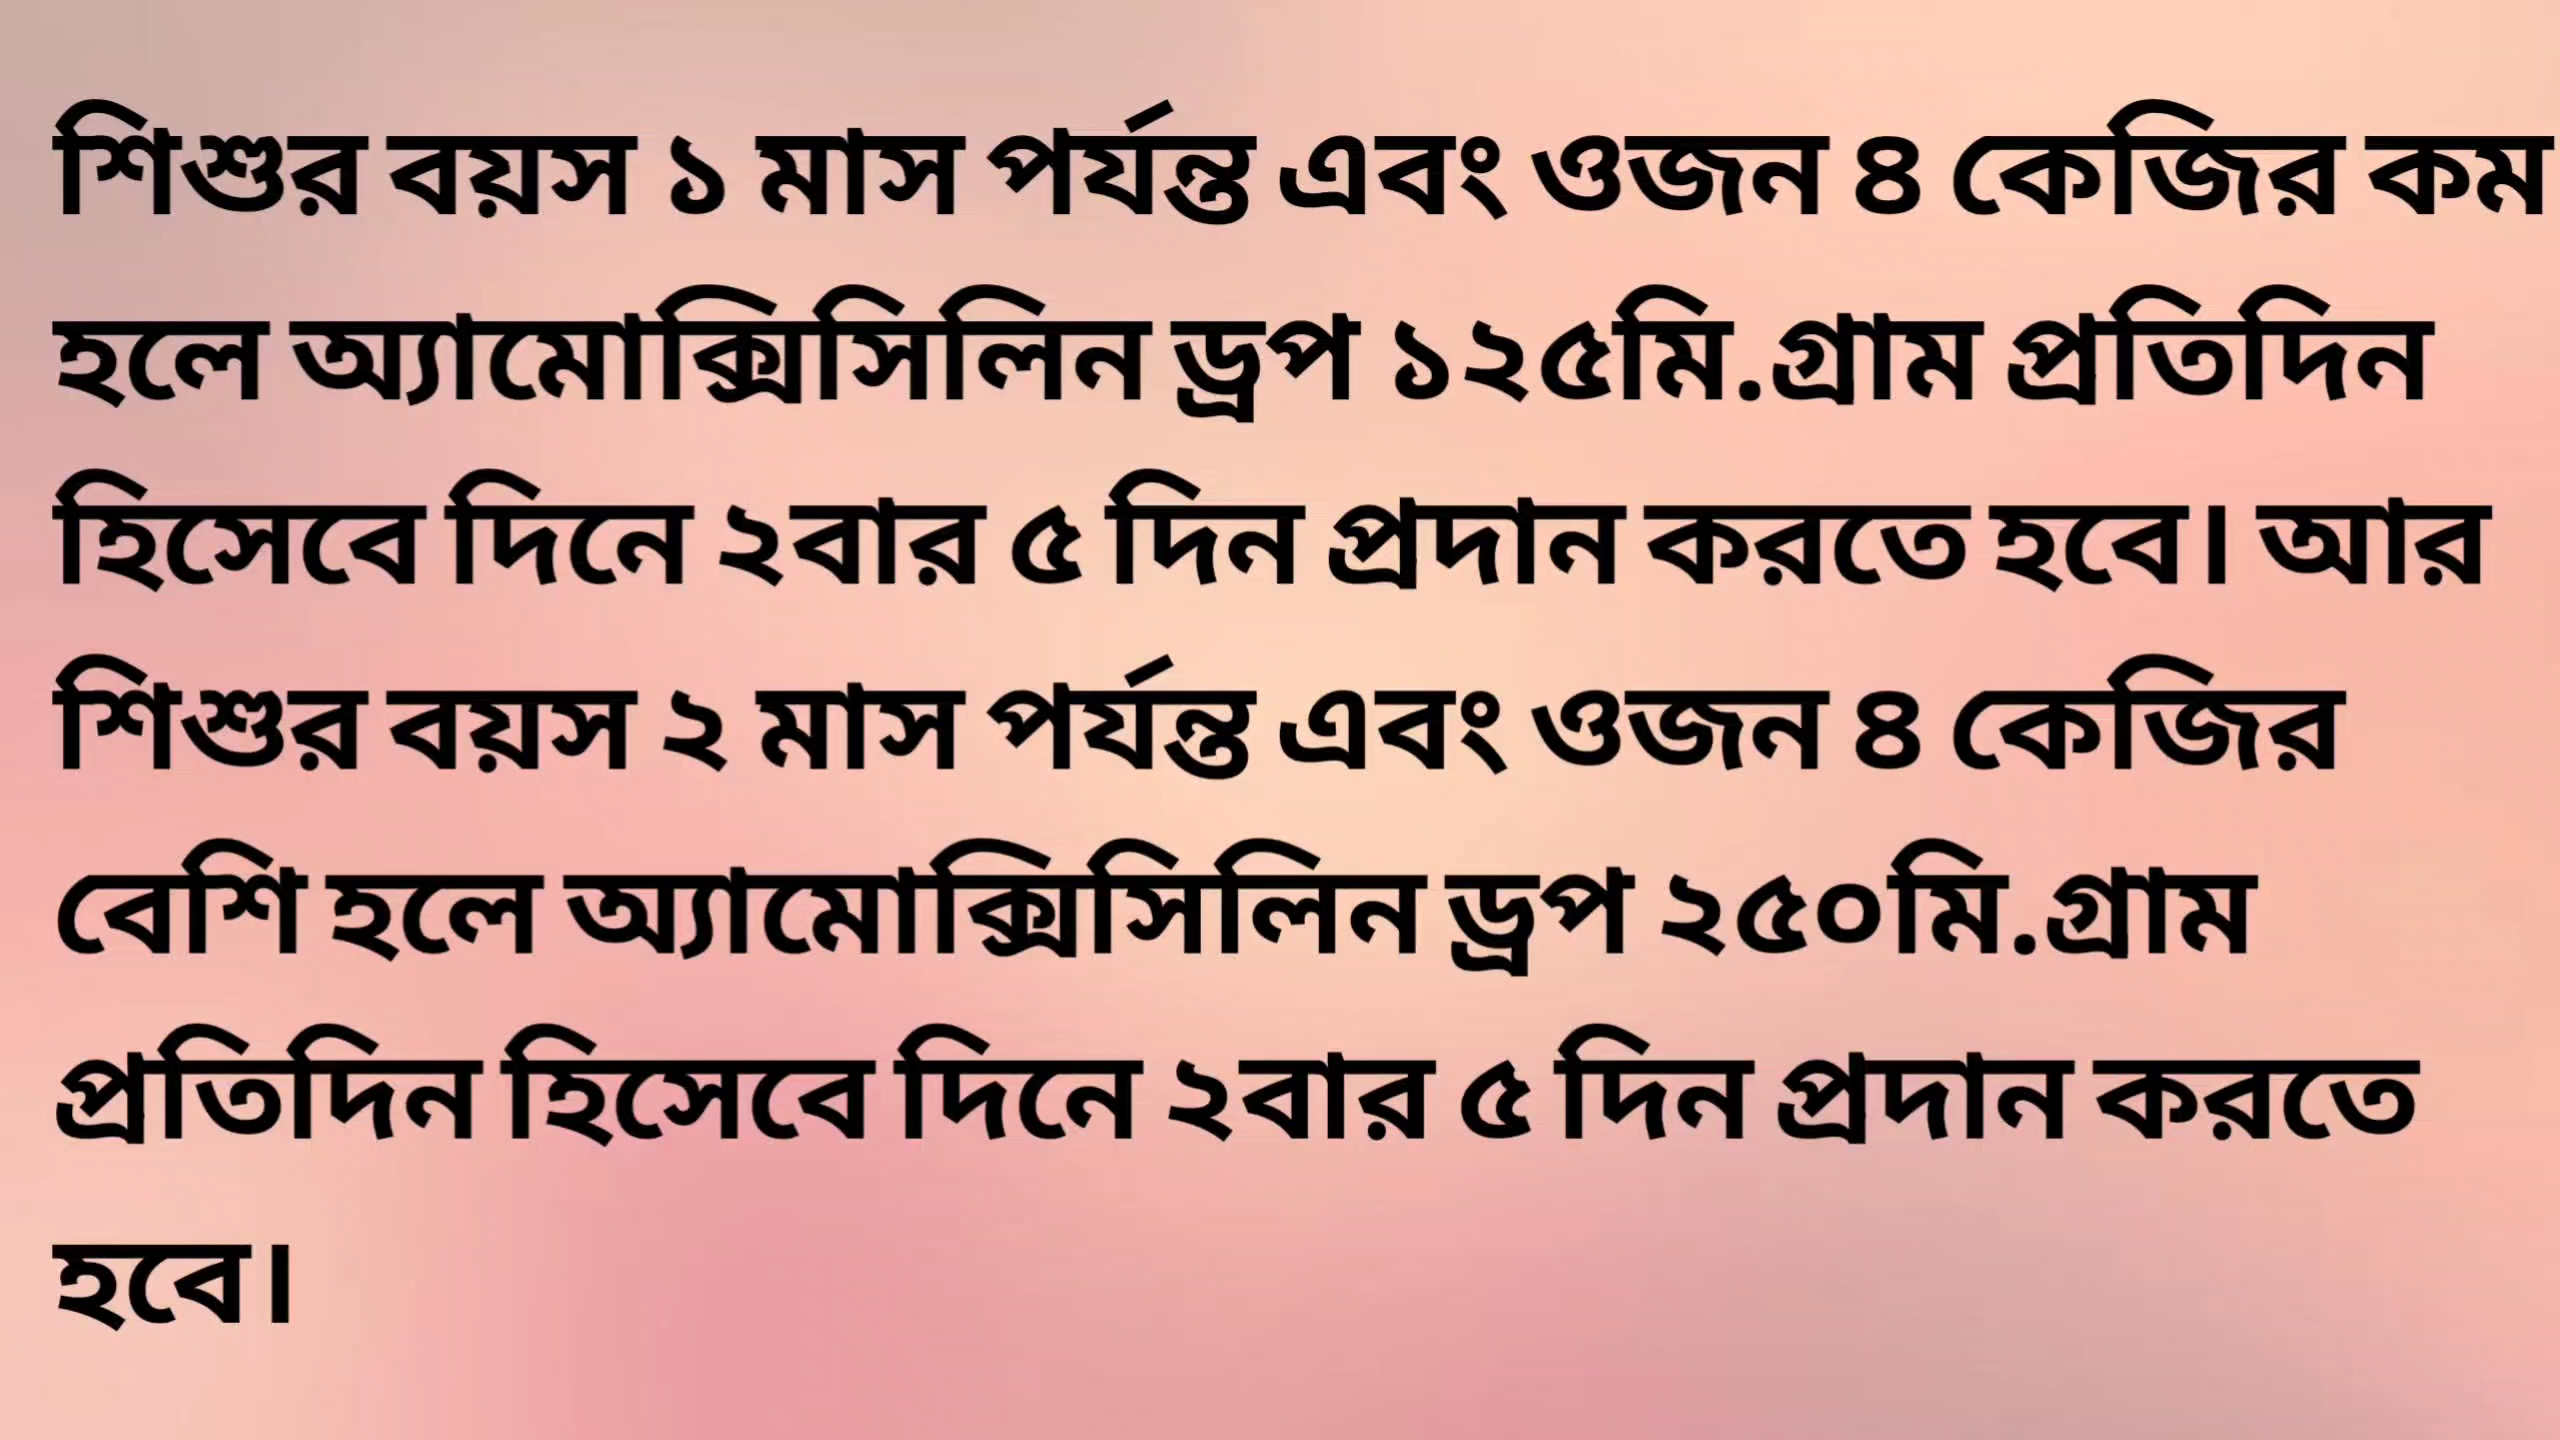 শিশুর বয়স ১ মাস পর্যন্ত এবং ওজন ৪ কেজির কম
হলে অ্যামোক্সিসিলিন ড্রপ ১২৫মি.গ্রাম প্রতিদিন
হিসেবে দিনে ২বার ৫ দিন প্রদান করতে হবে। আর
শিশুর বয়স ২ মাস পর্যন্ত এবং ওজন ৪ কেজির
বেশি হলে অ্যামোক্সিসিলিন ড্রপ ২৫০মি.গ্রাম
প্রতিদিন হিসেবে দিনে ২বার ৫ দিন প্রদান করতে
হবে।